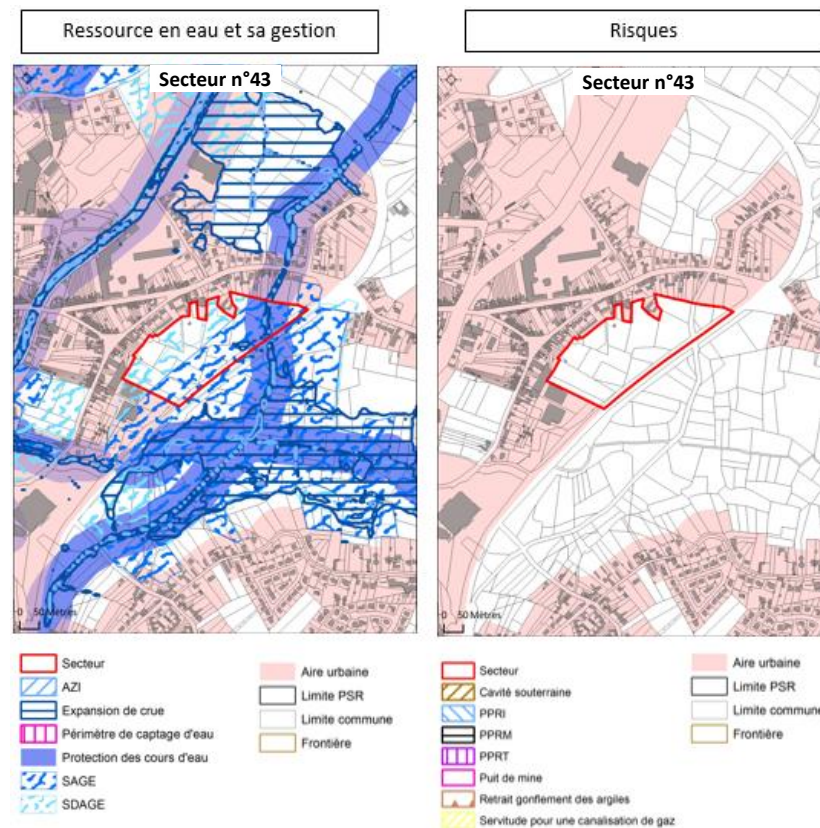 Ressource en eau et sa gestion
Risques
Secteur n°43
Secteur n°43
0 50 Mètres
0 50 Mètres
Secteur
AZI
Expansion de crue
Périmètre de captage d'eau
Protection des cours d'eau
SAGE
SDAGE
Aire urbaine
Limite PSR
Limite commune
Frontière
Secteur
Cavité souterraine
PPRI
PPRM
PPRT
Puit de mine
Retrait gonflement des argiles
Servitude pour une canalisation de gaz
Aire urbaine
Limite PSR
Limite commune
Frontière